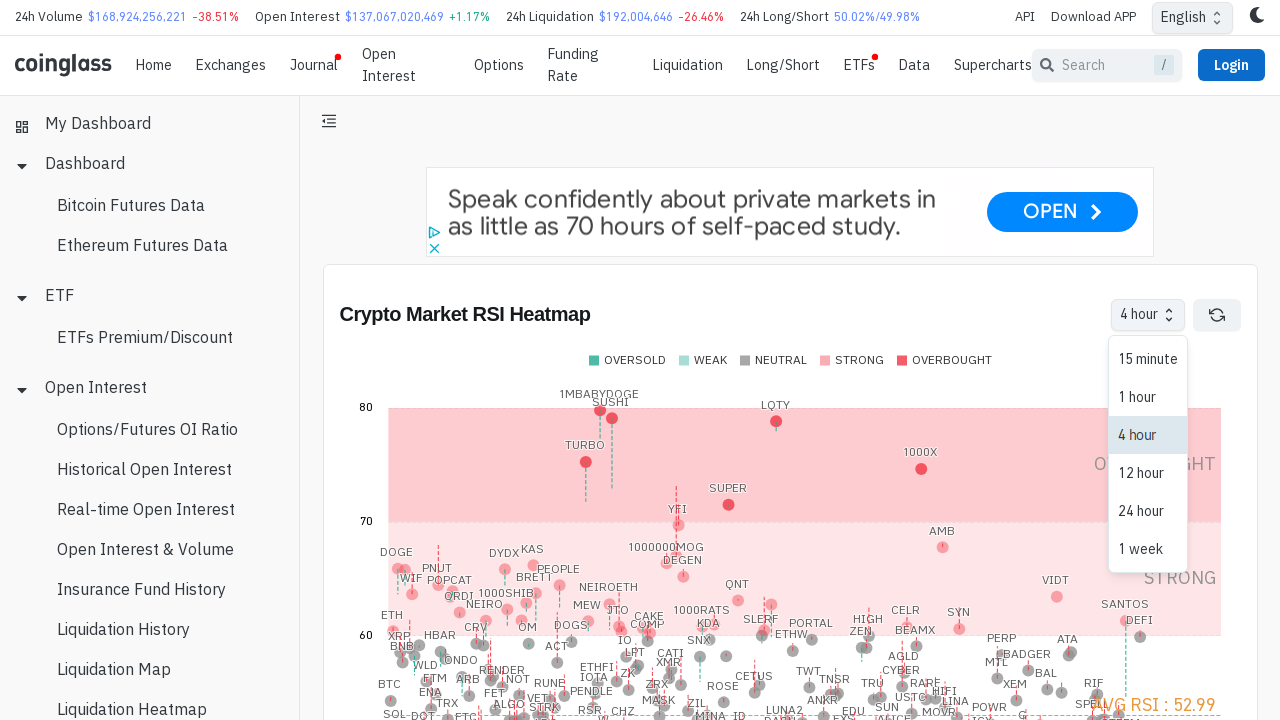 24h Volume $168,924,256,221 -38.51% Open Interest $137,067,020,469 +1.17% 24h Liquidation $192,004,646 -26.46% 24h Long/Short 50.02%/49.98% API Download APP English
coinglass Home Exchanges Journal Open Interest Options Funding Rate Liquidation Long/Short ETFs Data Supercharts Search / Login
My Dashboard
Dashboard
Bitcoin Futures Data
Ethereum Futures Data
ETF
ETFs Premium/Discount
Open Interest
Options/Futures OI Ratio
Historical Open Interest
Real-time Open Interest
Open Interest & Volume
Insurance Fund History
Liquidation History
Liquidation Map
Liquidation Heatmap
Speak confidently about private markets in
as little as 70 hours of self-paced study.
OPEN
Crypto Market RSI Heatmap
4 hour
15 minute
1 hour
4 hour
12 hour
24 hour
1 week
OVERSOLD WEAK NEUTRAL STRONG OVERBOUGHT
80
70
60
1MBABYDOGE
SUSHI
LQTY
TURBO
1000X
SUPER
YFI
AMB
1000000MOG
DEGEN
DOGE
DYDX
KAS
PNUT
WIF
POPCAT
BRETT
PEOPLE
ORDI
1000SHIB
NEIRO
NEIROETH
MEW
JTO
QNT
1000RATS
VIDT
SANTOS
STRONG
ETH
CRV
OM
DOGS
CAKE
COMP
KDA
SLERF
PORTAL
HIGH
CELR
SYN
DEFI
XRP
BNB
HBAR
ACT
IO
SNX
ETHW
ZEN
BEAMX
PERP
ATA
WLD
ONDO
LPT
CATI
XMR
AGLD
MTL
BADGER
BTC
FTM
ARB
RENDER
NOT
RUNE
ETHFI
IOTA
ZK
ZRX
ROSE
CETUS
TWT
TNSR
TRU
CYBER
RARE
XEM
BAL
RIF
ENA
TRX
FET
ALGO
VET
PENDLE
MASK
ZIL
ANKR
SUN
USTC
HIFI
LINA
POWR
SOL
DOT
ETC
STRK
RSR
CHZ
MINA
ID
LUNA2
EDU
MOVR
AVG RSI : 52.99